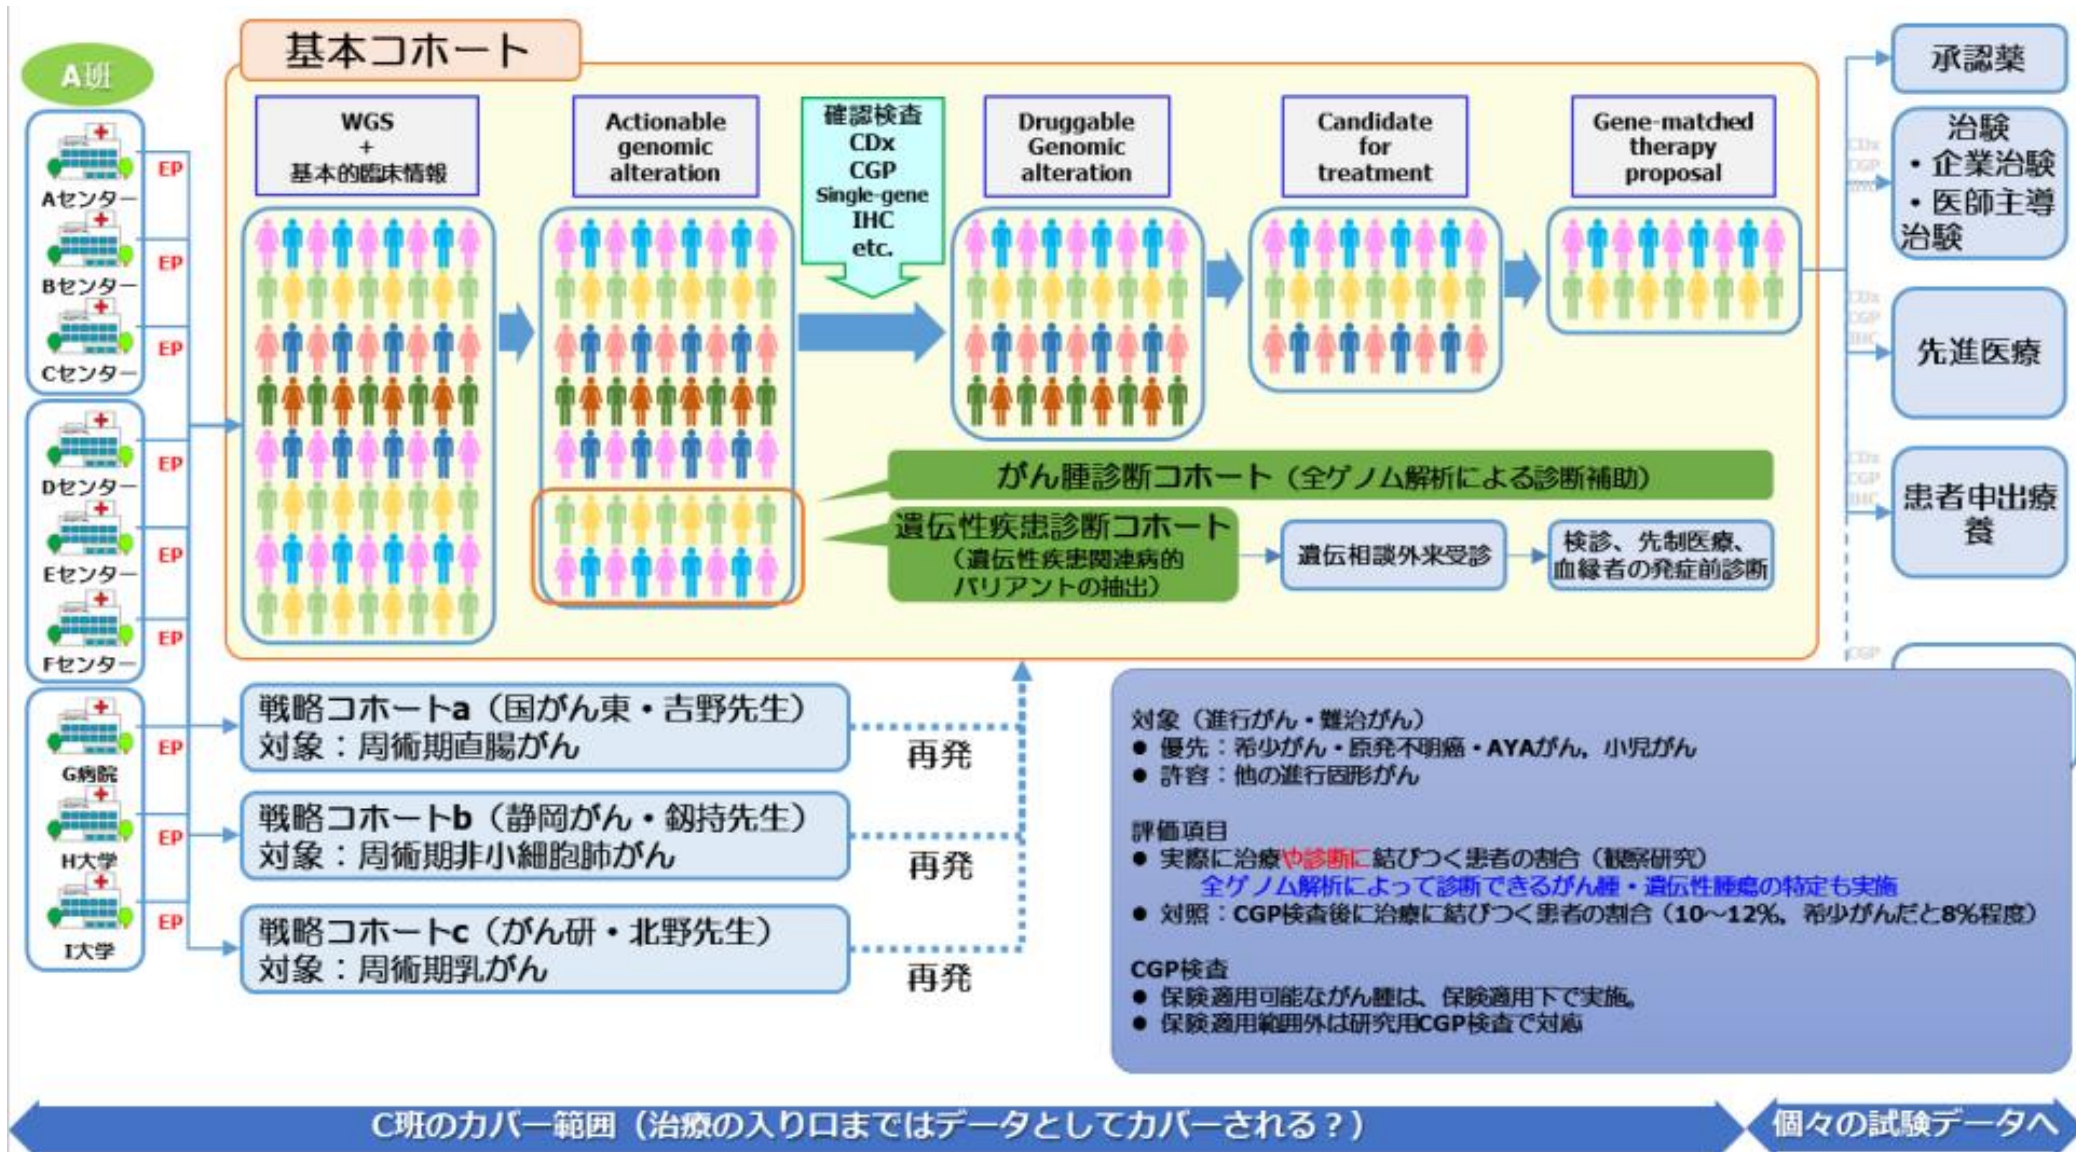 基本コホート
A班
Aセンター
Bセンター
Cセンター
Dセンター
Eセンター
Fセンター
G病院
H大学
I大学
EP
EP
EP
EP
EP
EP
EP
EP
EP
WGS
+
基本的臨床情報
Actionable
genomic
alteration
確認検査
CDx
CGP
Single-gene
IHC
etc.
Druggable
Genomic
alteration
Candidate
for
treatment
Gene-matched
therapy
proposal
がん腫診断コホート（全ゲノム解析による診断補助）
遺伝性疾患診断コホート
（遺伝性疾患関連病的
バリアントの抽出）
遺伝相談外来受診
検診、先制医療、
血縁者の発症前診断
承認薬
CDx
CGP
治験
・企業治験
・医師主導
治験
CDx
CGP
IHC
先進医療
CDx
CGP
IHC
患者申出療
養
CGP
戦略コホートa（国がん東・吉野先生）
対象：周術期直腸がん
再発
戦略コホートb（静岡がん・釼持先生）
対象：周術期非小細胞肺がん
再発
戦略コホートc（がん研・北野先生）
対象：周術期乳がん
再発
対象（進行がん・難治がん）
● 優先：希少がん・原発不明癌・AYAがん，小児がん
● 許容：他の進行固形がん
評価項目
● 実際に治療や診断に結びつく患者の割合（観察研究）
全ゲノム解析によって診断できるがん腫・遺伝性腫瘍の特定も実施
● 対照：CGP検査後に治療に結びつく患者の割合（10～12%，希少がんだと8%程度）
CGP検査
● 保険適用可能ながん腫は、保険適用下で実施。
● 保険適用範囲外は研究用CGP検査で対応
C班のカバー範囲（治療の入り口まではデータとしてカバーされる？）
個々の試験データへ